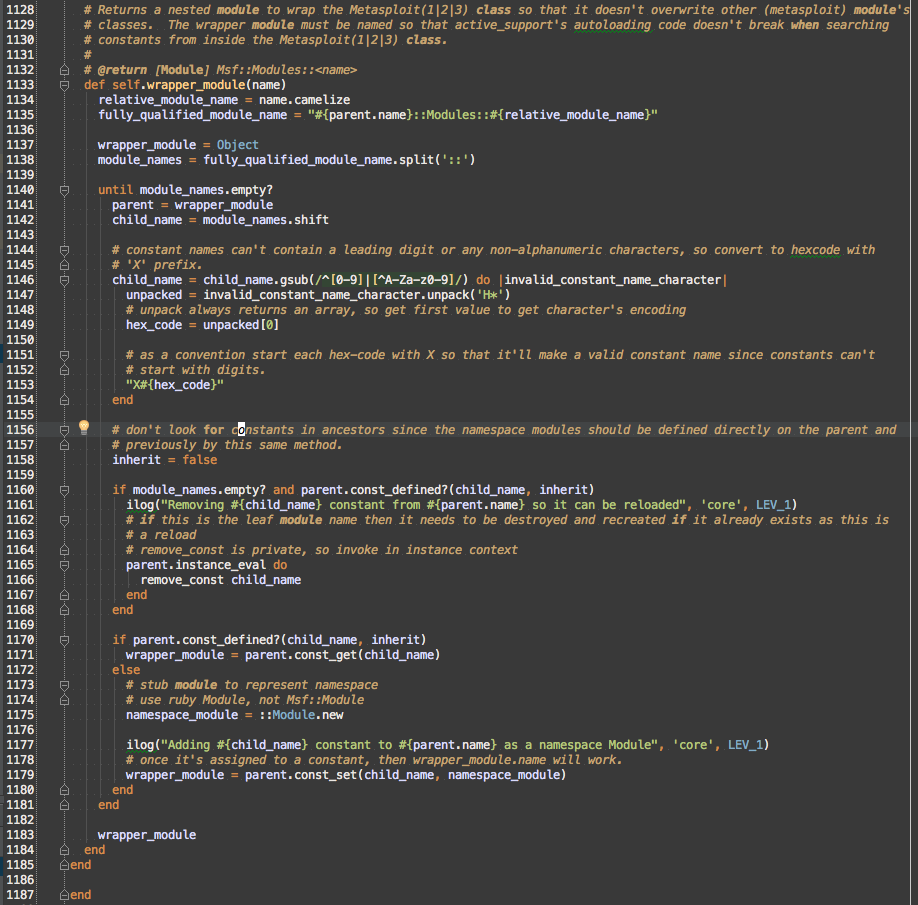 1128 # Returns a nested module to wrap the Metasploit(1|2|3) class so that it doesn't overwrite other (metasploit) module's
1129 # classes.  The wrapper module must be named so that active_support's autoloading code doesn't break when searching
1130 # constants from inside the Metasploit(1|2|3) class.
1131 #
1132 # @return [Module] Msf::Modules::<name>
1133 def self.wrapper_module(name)
1134   relative_module_name = name.camelize
1135   fully_qualified_module_name = "#{parent.name}::Modules::#{relative_module_name}"
1136
1137   wrapper_module = Object
1138   module_names = fully_qualified_module_name.split('::')
1139
1140   until module_names.empty?
1141     parent = wrapper_module
1142     child_name = module_names.shift
1143
1144     # constant names can't contain a leading digit or any non-alphanumeric characters, so convert to hexcode with
1145     # 'X' prefix.
1146     child_name = child_name.gsub(/^[0-9]|[^A-Za-z0-9]/) do |invalid_constant_name_character|
1147       unpacked = invalid_constant_name_character.unpack('H*')
1148       # unpack always returns an array, so get first value to get character's encoding
1149       hex_code = unpacked[0]
1150
1151       # as a convention start each hex-code with X so that it'll make a valid constant name since constants can't
1152       # start with digits.
1153       "X#{hex_code}"
1154     end
1155
1156     # don't look for constants in ancestors since the namespace modules should be defined directly on the parent and
1157     # previously by this same method.
1158     inherit = false
1159
1160     if module_names.empty? and parent.const_defined?(child_name, inherit)
1161       ilog("Removing #{child_name} constant from #{parent.name} so it can be reloaded", 'core', LEV_1)
1162       # if this is the leaf module name then it needs to be destroyed and recreated if it already exists as this is
1163       # a reload
1164       # remove_const is private, so invoke in instance context
1165       parent.instance_eval do
1166         remove_const child_name
1167       end
1168     end
1169
1170     if parent.const_defined?(child_name, inherit)
1171       wrapper_module = parent.const_get(child_name)
1172     else
1173       # stub module to represent namespace
1174       # use ruby Module, not Msf::Module
1175       namespace_module = ::Module.new
1176
1177       ilog("Adding #{child_name} constant to #{parent.name} as a namespace Module", 'core', LEV_1)
1178       # once it's assigned to a constant, then wrapper_module.name will work.
1179       wrapper_module = parent.const_set(child_name, namespace_module)
1180     end
1181   end
1182
1183   wrapper_module
1184 end
1185 end
1186
1187 end